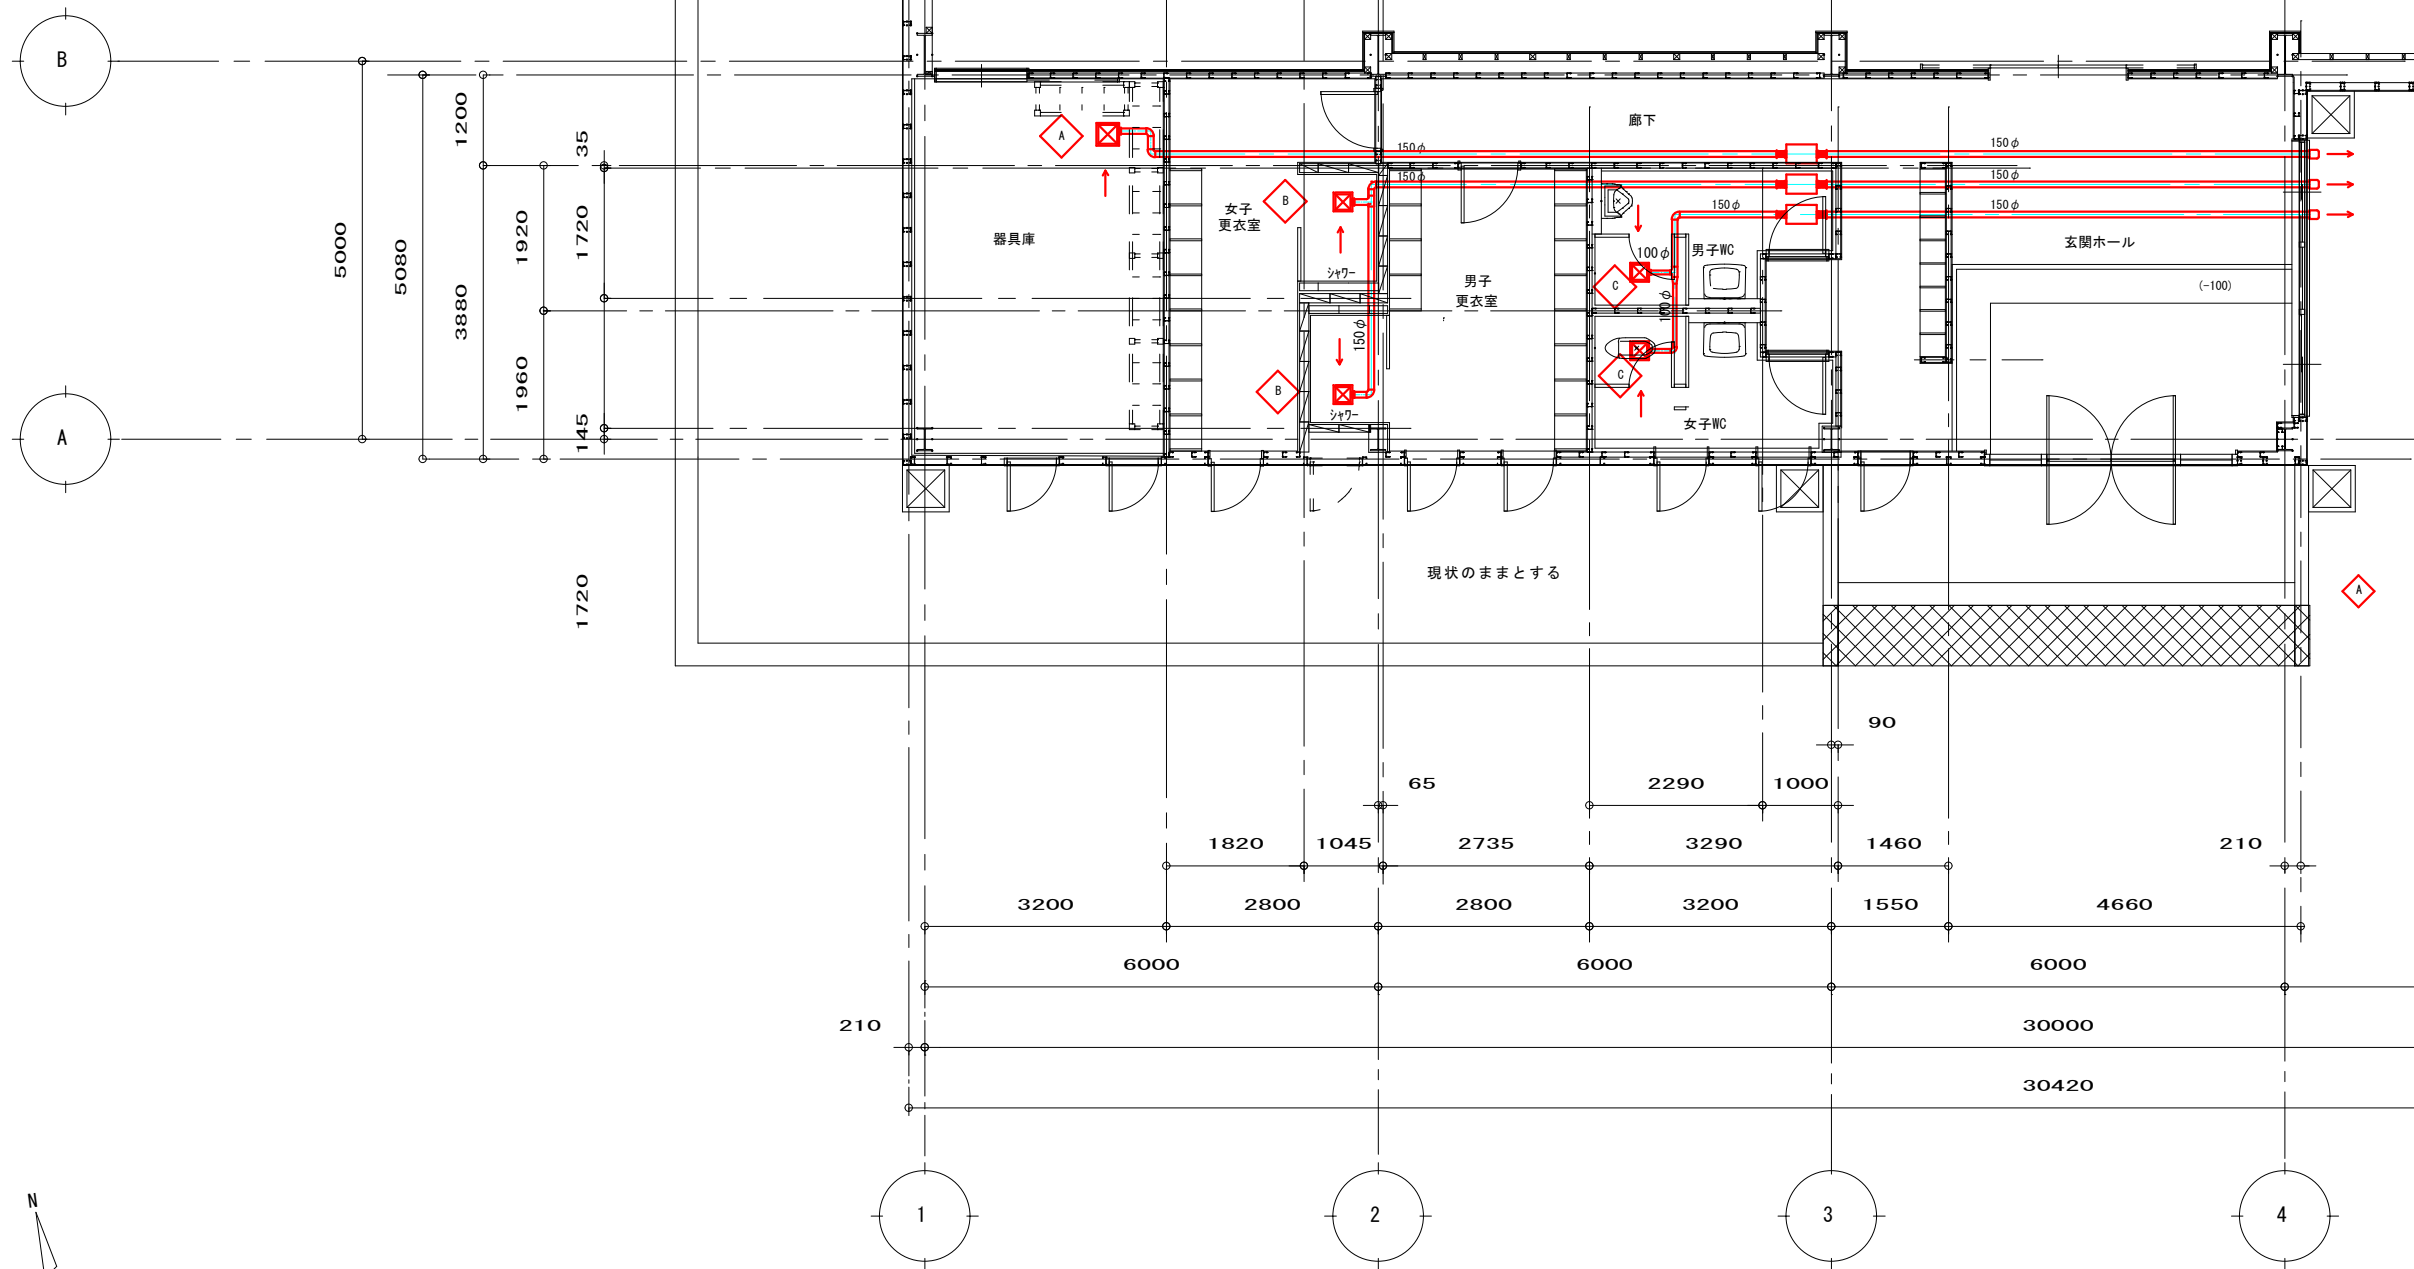 B
1200
35
5000
5080
1920
1720
3880
1960
145
A
1720
A
廊下
150φ
150φ
150φ
150φ
150φ
150φ
B
女子
更衣室
器具庫
シャワー
男子
更衣室
100φ
男子WC
C
100φ
150φ
玄関ホール
(-100)
B
シャワー
C
女子WC
現状のままとする
A
90
65
2290
1000
1820
1045
2735
3290
1460
210
3200
2800
2800
3200
1550
4660
6000
6000
6000
210
30000
30420
N
1
2
3
4